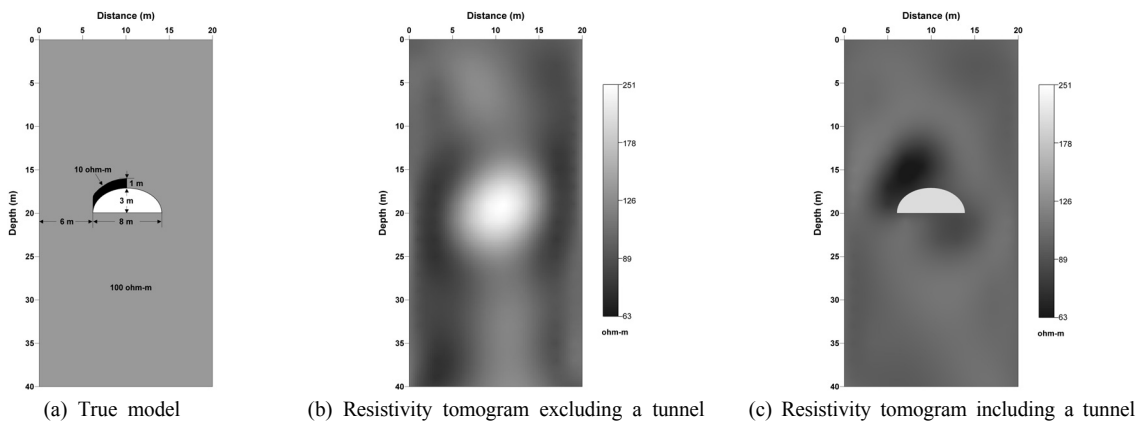 Distance (m)
0 5 10 15 20
Depth (m)
0
5
10
15
20
25
30
35
40
10 ohm-m
1 m
3 m
6 m
8 m
100 ohm-m
(a) True model
Distance (m)
0 5 10 15 20
Depth (m)
0
5
10
15
20
25
30
35
40
251
178
126
89
63
ohm-m
(b) Resistivity tomogram excluding a tunnel
Distance (m)
0 5 10 15 20
Depth (m)
0
5
10
15
20
25
30
35
40
251
178
126
89
63
ohm-m
(c) Resistivity tomogram including a tunnel